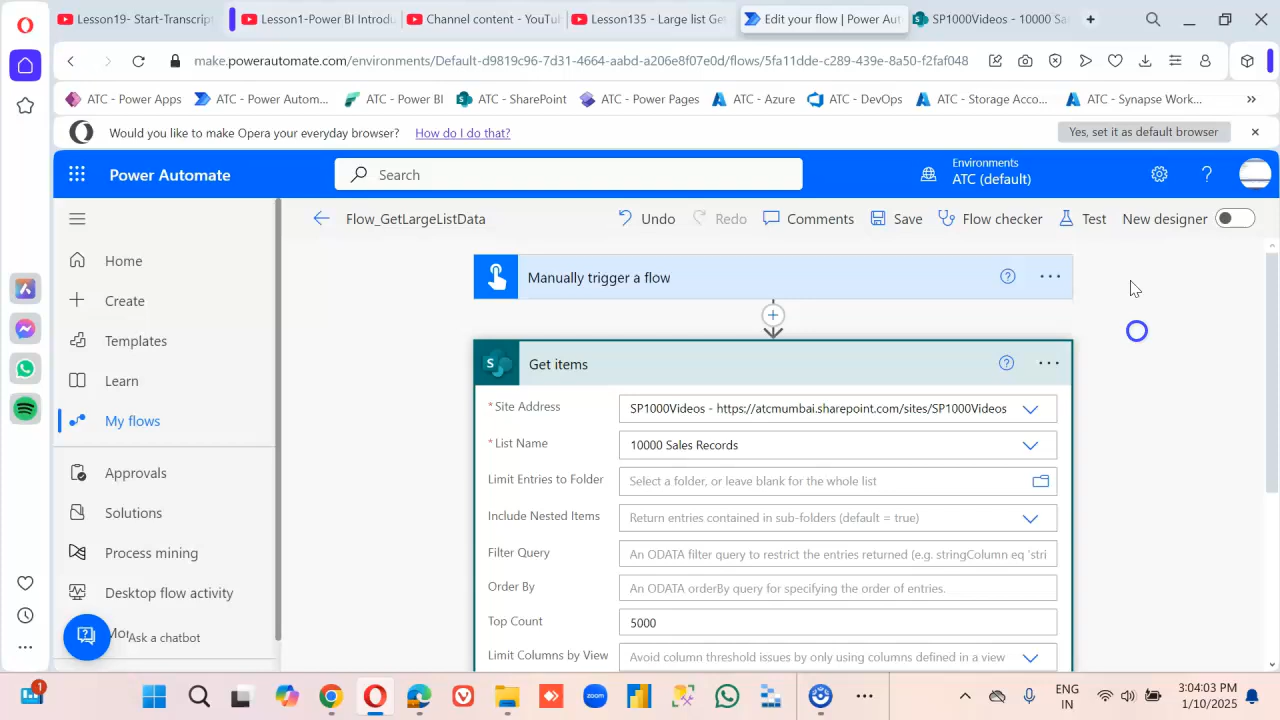 Lesson19- Start-Transcript
Lesson1-Power BI Introdu
Channel content - YouTu
Lesson135 - Large list Ge
Edit your flow | Power Aut
SP1000Videos - 10000 Sa
make.powerautomate.com/environments/Default-d9819c96-7d31-4664-aabd-a206e8f07e0d/flows/5fa11dde-c289-439e-8a50-f2faf048
ATC - Power Apps
ATC - Power Autom...
ATC - Power BI
ATC - SharePoint
ATC - Power Pages
ATC - Azure
ATC - DevOps
ATC - Storage Acco...
ATC - Synapse Work...
Would you like to make Opera your everyday browser?
How do I do that?
Yes, set it as default browser
Power Automate
Search
Environments
ATC (default)
Flow_GetLargeListData
Undo
Redo
Comments
Save
Flow checker
Test
New designer
Home
Create
Templates
Learn
My flows
Approvals
Solutions
Process mining
Desktop flow activity
Ask a chatbot
Manually trigger a flow
Get items
* Site Address
SP1000Videos - https://atcmumbai.sharepoint.com/sites/SP1000Videos
* List Name
10000 Sales Records
Limit Entries to Folder
Select a folder, or leave blank for the whole list
Include Nested Items
Return entries contained in sub-folders (default = true)
Filter Query
An ODATA filter query to restrict the entries returned (e.g. stringColumn eq 'stri
Order By
An ODATA orderBy query for specifying the order of entries.
Top Count
5000
Limit Columns by View
Avoid column threshold issues by only using columns defined in a view
1
zoom
ENG
IN
3:04:03 PM
1/10/2025